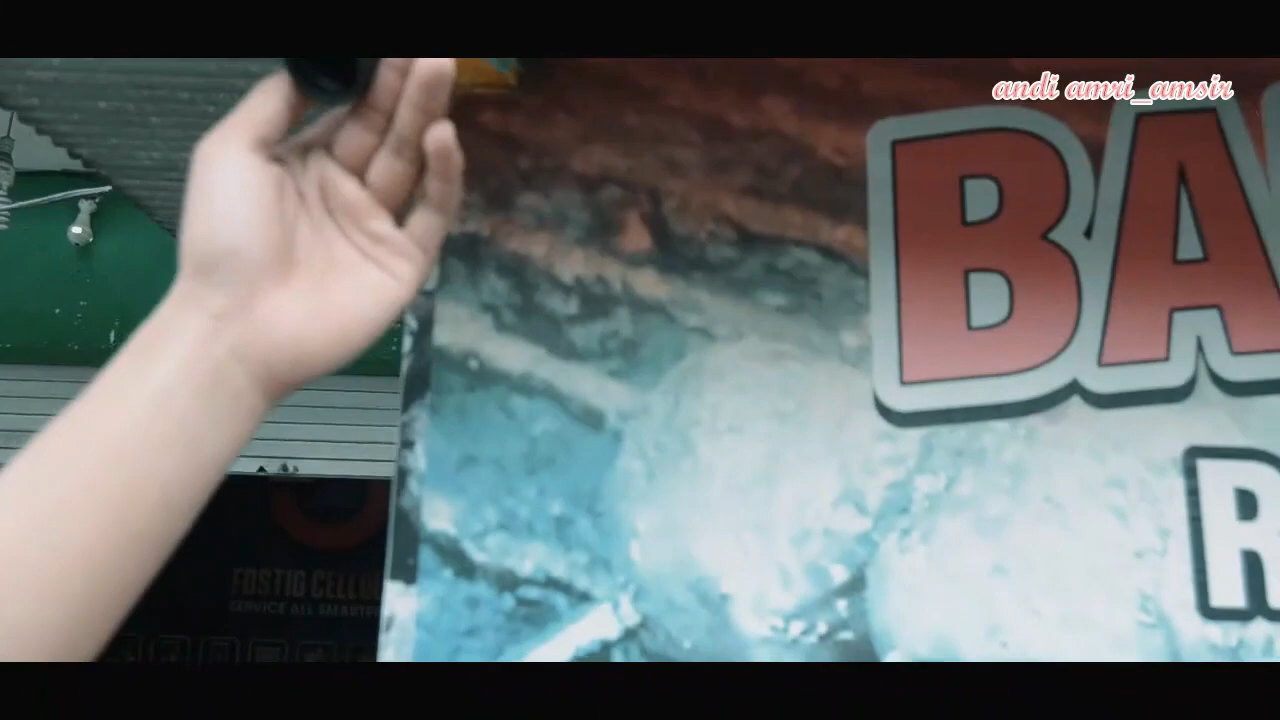 andi amri_amsir
BA
R
FOSTIG CELLU
SERVICE ALL SMARTP